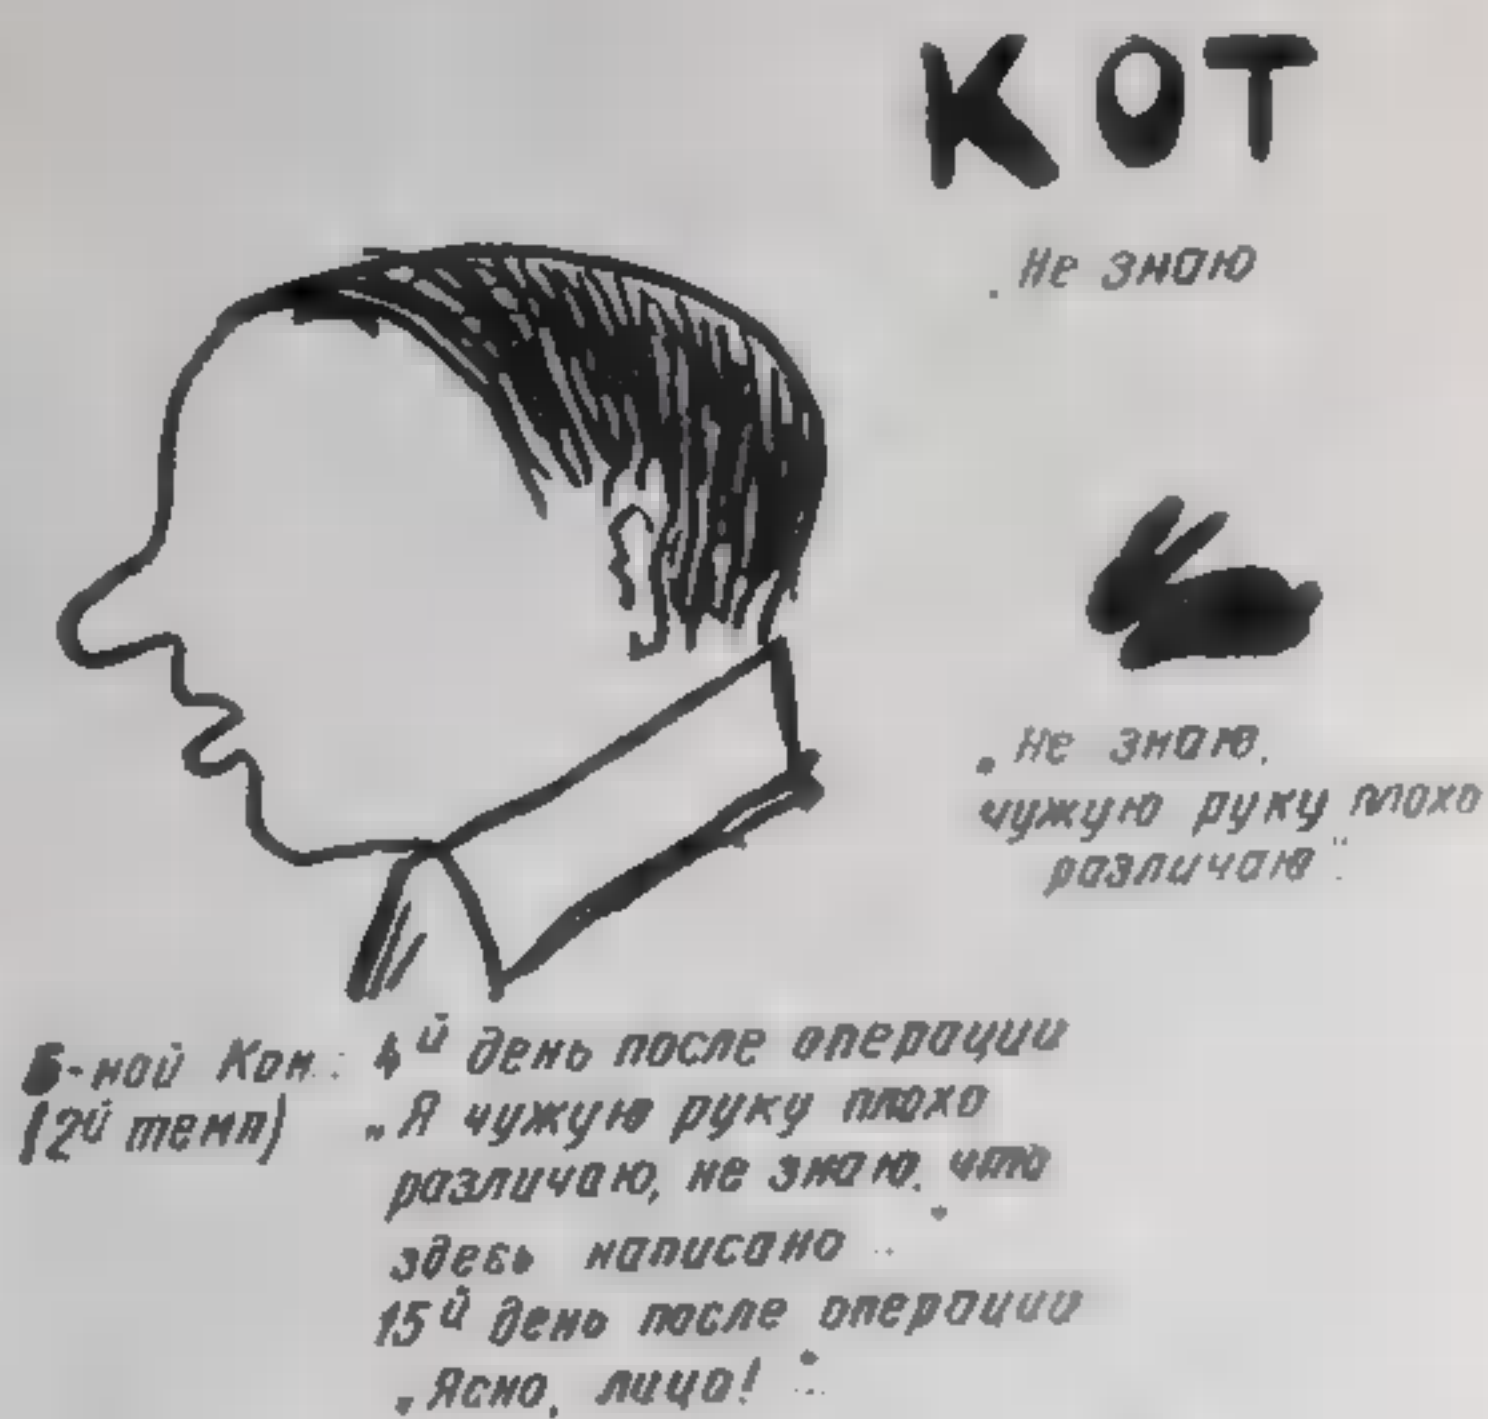 КОТ
„Не знаю
„Не знаю,
чужую руку плохо
различаю“.
Б-ной Кон.: 4й день после операции
(2й темп) „Я чужую руку плохо
различаю, не знаю, что
здесь написано“.
15й день после операции
„Ясно, лицо!“